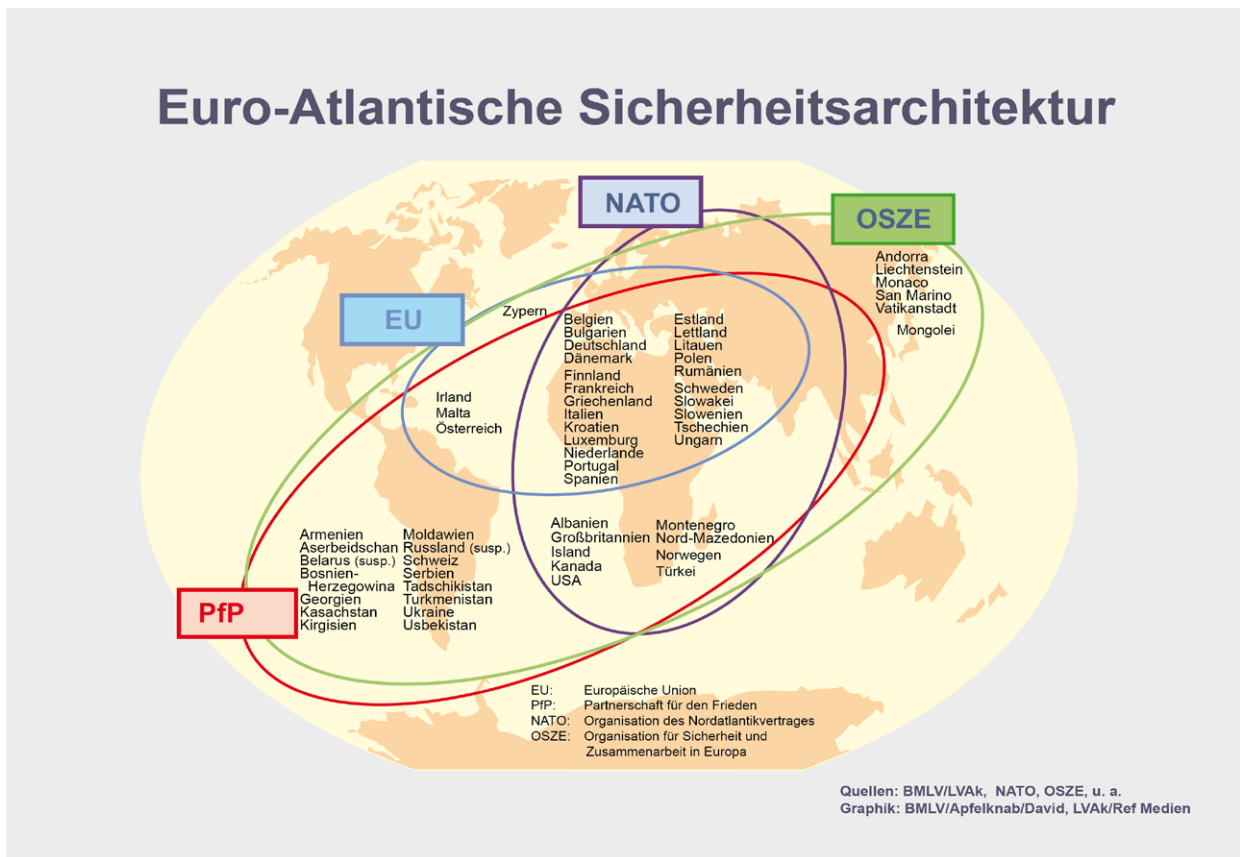 Euro-Atlantische Sicherheitsarchitektur
NATO
OSZE
EU
Andorra
Liechtenstein
Monaco
San Marino
Vatikanstadt
Mongolei
Zypern
Belgien
Bulgarien
Deutschland
Dänemark
Finnland
Frankreich
Griechenland
Italien
Kroatien
Luxemburg
Niederlande
Portugal
Spanien
Estland
Lettland
Litauen
Polen
Rumänien
Schweden
Slowakei
Slowenien
Tschechien
Ungarn
Irland
Malta
Österreich
Albanien
Großbritannien
Island
Kanada
USA
Montenegro
Nord-Mazedonien
Norwegen
Türkei
Armenien
Aserbeidschan
Belarus (susp.)
Bosnien-
Herzegowina
Georgien
Kasachstan
Kirgisien
Moldawien
Russland (susp.)
Schweiz
Serbien
Tadschikistan
Turkmenistan
Ukraine
Usbekistan
PfP
EU: Europäische Union
PfP: Partnerschaft für den Frieden
NATO: Organisation des Nordatlantikvertrages
OSZE: Organisation für Sicherheit und
Zusammenarbeit in Europa
Quellen: BMLV/LVAk, NATO, OSZE, u. a.
Graphik: BMLV/Apfelknab/David, LVAk/Ref Medien